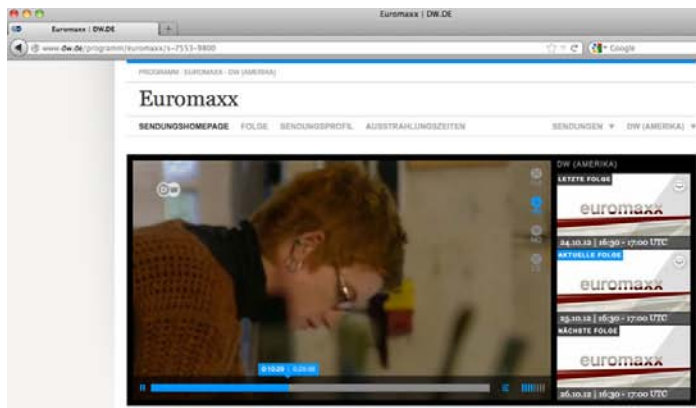 Euromaxx | DW.DE
Euromaxx | DW.DE
www.dw.de/programm/euromaxx/s-7553-9800
Google
PROGRAMM : EUROMAXX - DW (AMERIKA)
Euromaxx
SENDUNGSHOMEPAGE FOLGE SENDUNGSPROFIL AUSSTRAHLUNGSZEITEN SENDUNGEN DW (AMERIKA)
DW (AMERIKA)
DW
LETZTE FOLGE
euromaxx
24.10.12 | 16:30 - 17:00 UTC
AKTUELLE FOLGE
euromaxx
25.10.12 | 16:30 - 17:00 UTC
NÄCHSTE FOLGE
euromaxx
26.10.12 | 16:30 - 17:00 UTC